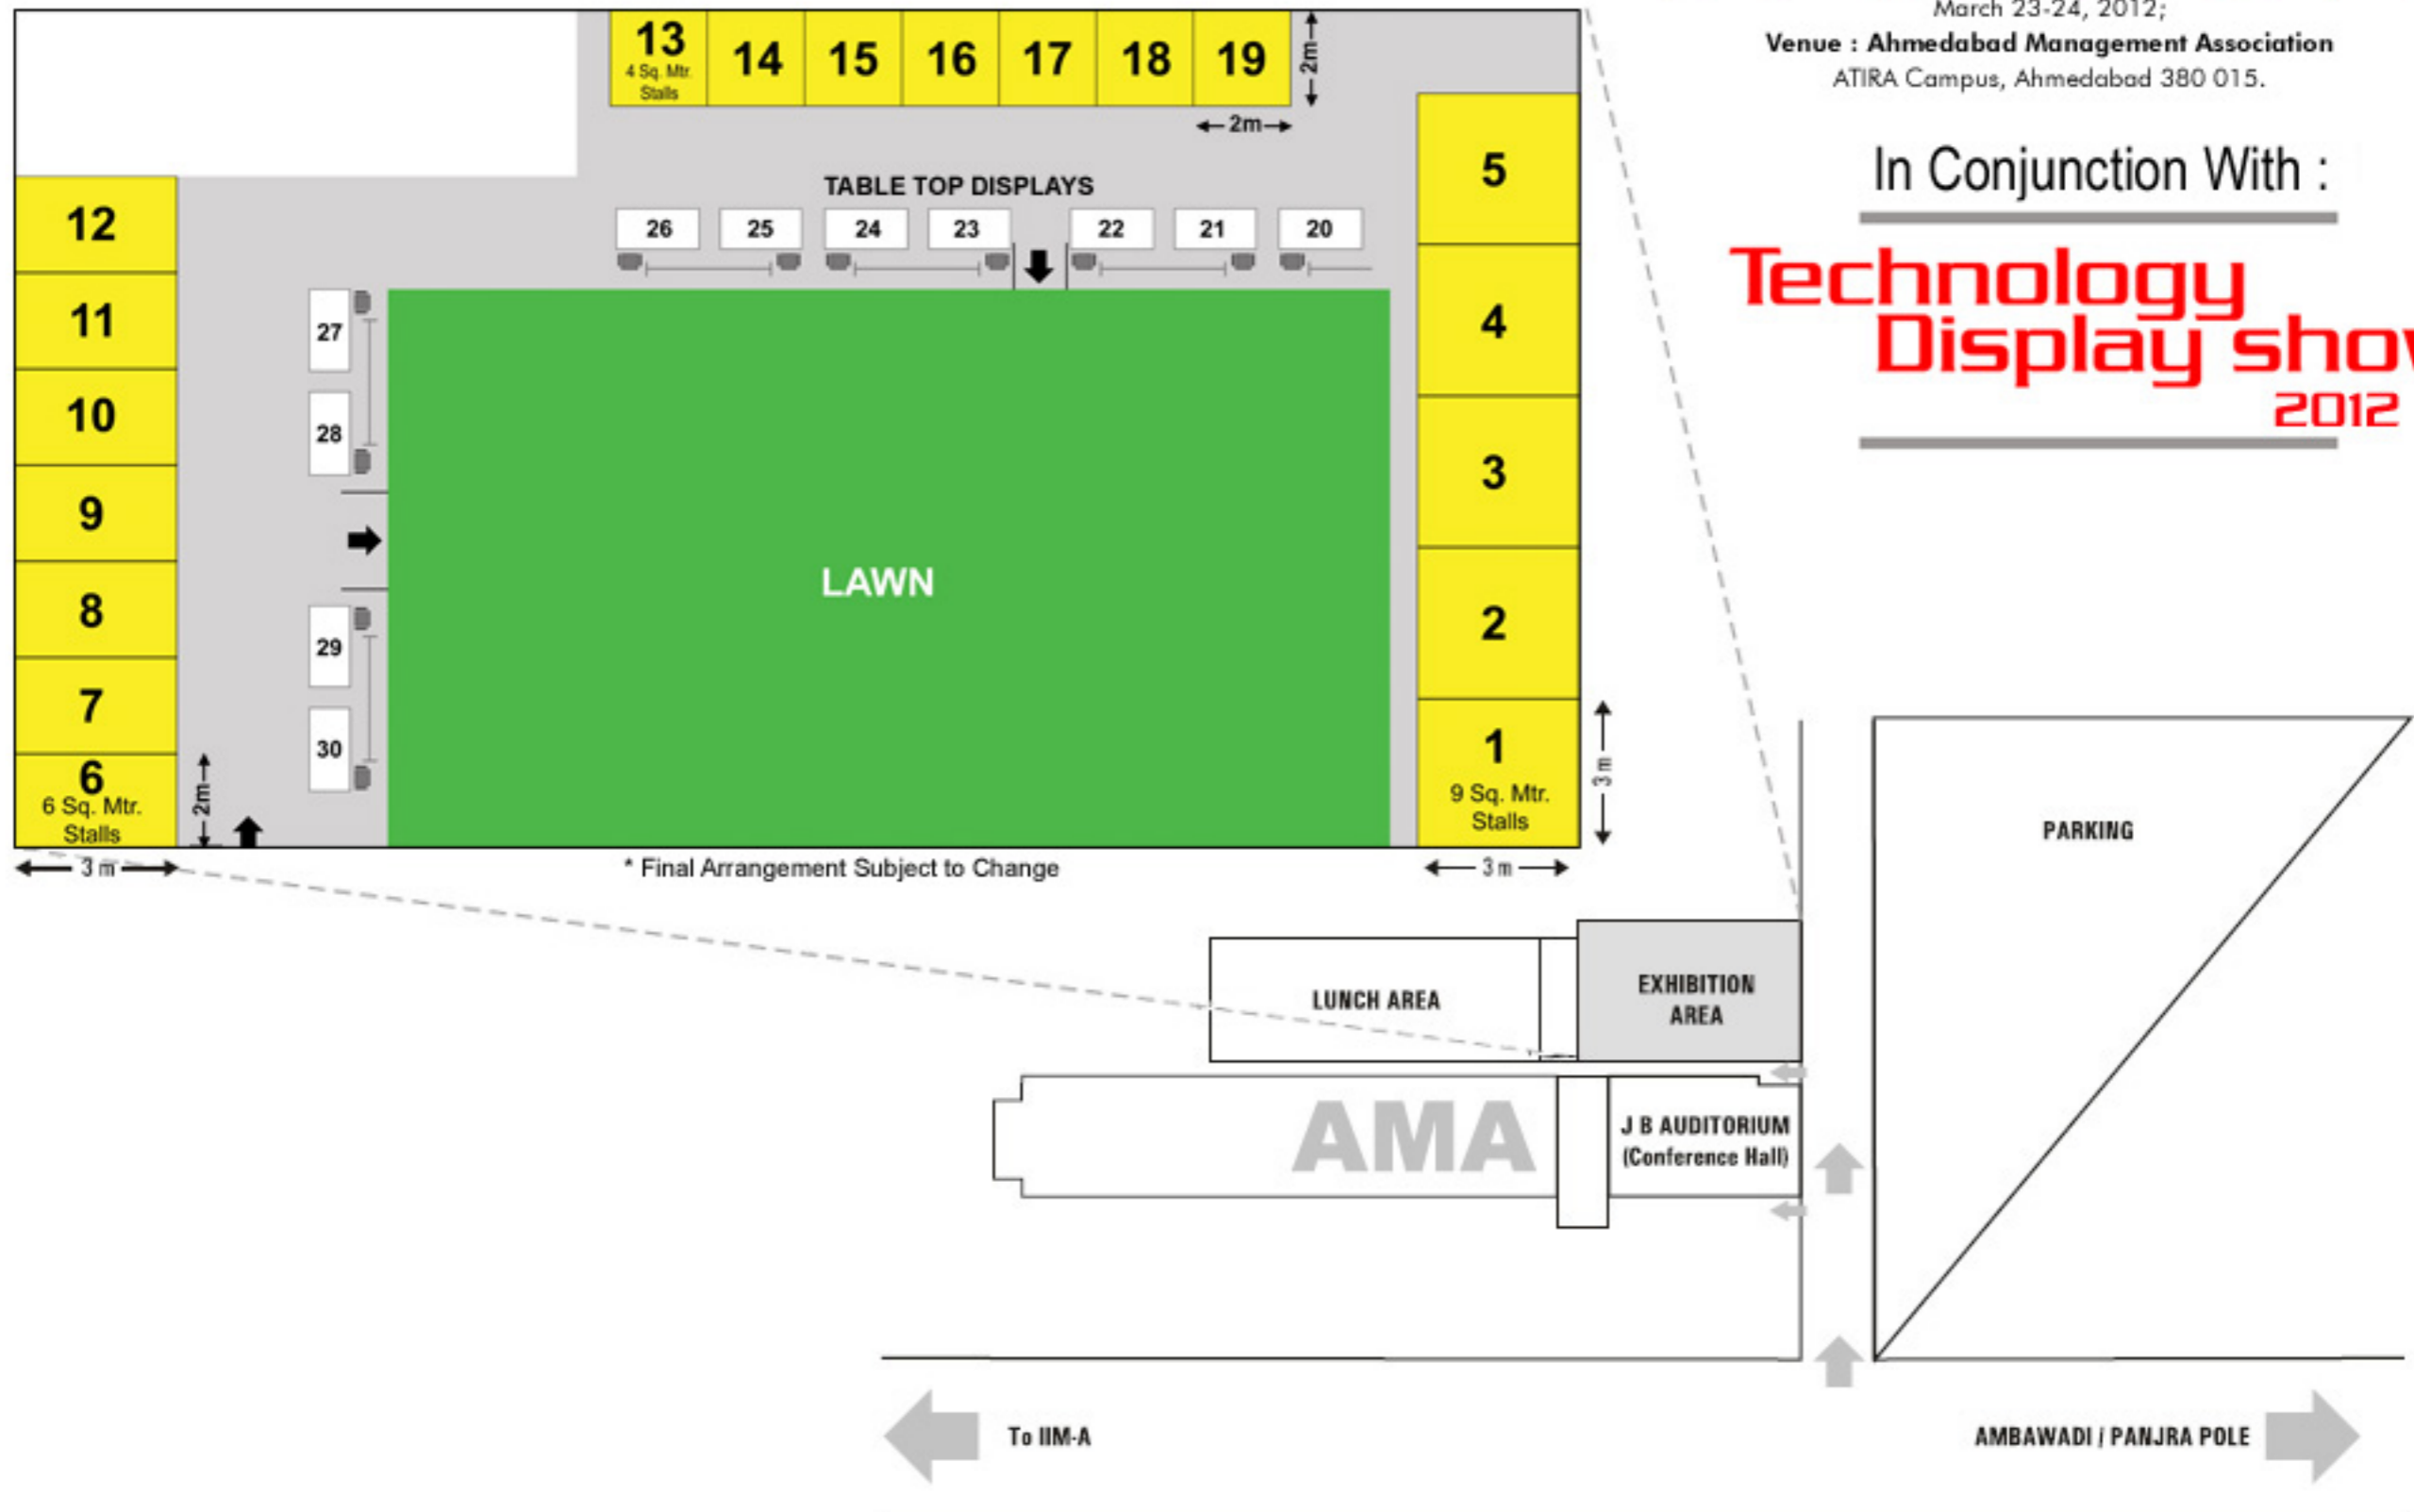 March 23-24, 2012;
Venue : Ahmedabad Management Association
ATIRA Campus, Ahmedabad 380 015.
In Conjunction With :
Technology
Display
2012
13
4 Sq. Mtr.
Stalls
14
15
16
17
18
19
2m
2m
TABLE TOP DISPLAYS
26
25
24
23
22
21
20
12
11
10
9
8
7
6
6 Sq. Mtr.
Stalls
2m
3 m
27
28
29
30
LAWN
5
4
3
2
1
9 Sq. Mtr.
Stalls
3 m
3 m
* Final Arrangement Subject to Change
PARKING
LUNCH AREA
EXHIBITION
AREA
AMA
J B AUDITORIUM
(Conference Hall)
To IIM-A
AMBAWADI / PANJRA POLE